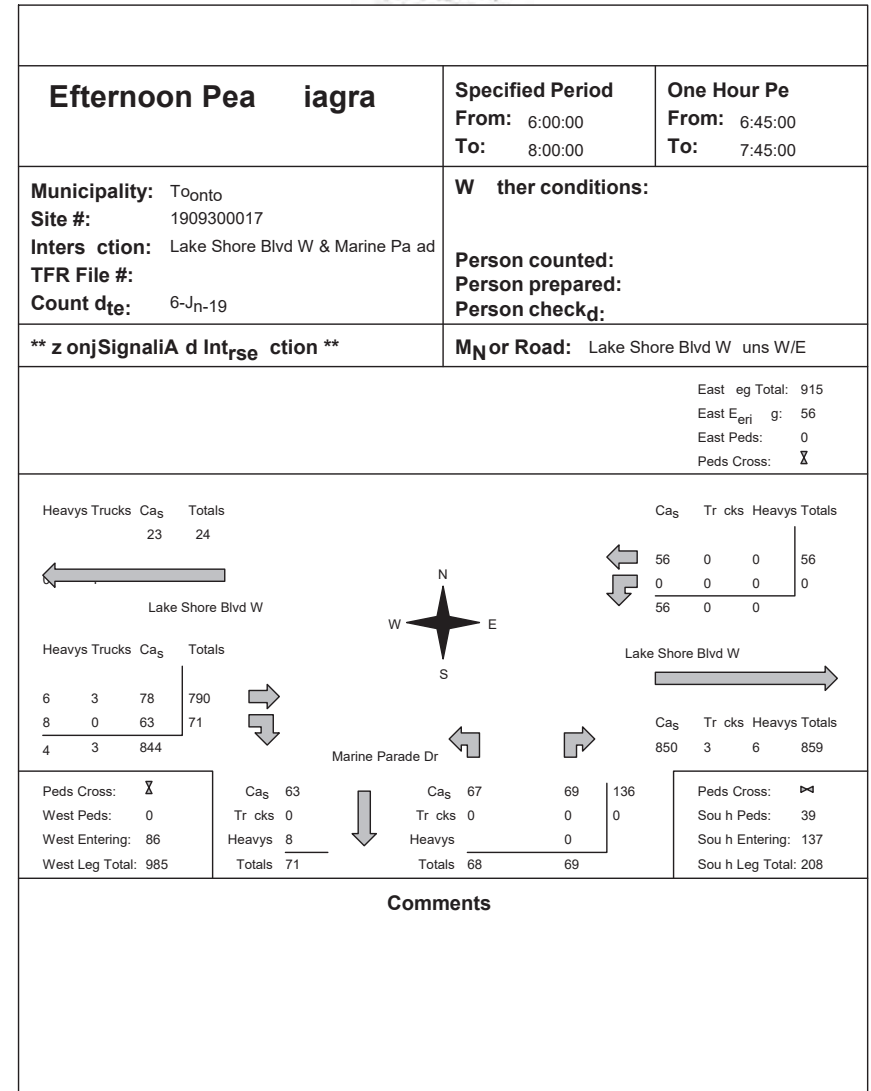 Efternoon Pea iagra
Specified Period
From: 6:00:00
To: 8:00:00
One Hour Pe
From: 6:45:00
To: 7:45:00
Municipality: Toonto
Site #: 1909300017
Inters ction: Lake Shore Blvd W & Marine Pa ad
TFR File #:
Count dte: 6-Jn-19
W ther conditions:
Person counted:
Person prepared:
Person checkd:
** z onjSignaliA d Intrse ction **
MNor Road: Lake Shore Blvd W uns W/E
East eg Total: 915
East Eeri g: 56
East Peds: 0
Peds Cross:
Heavys Trucks Cas Totals
23 24
Lake Shore Blvd W
Heavys Trucks Cas Totals
6 3 78 790
8 0 63 71
4 3 844
N
W E
S
Cas Tr cks Heavys Totals
56 0 0 56
0 0 0 0
56 0 0
Lake Shore Blvd W
Cas Tr cks Heavys Totals
850 3 6 859
Marine Parade Dr
Peds Cross:
West Peds: 0
West Entering: 86
West Leg Total: 985
Cas 63
Tr cks 0
Heavys 8
Totals 71
Cas 67 69 136
Tr cks 0 0 0
Heavys 0
Totals 68 69
Peds Cross:
Sou h Peds: 39
Sou h Entering: 137
Sou h Leg Total: 208
Comments